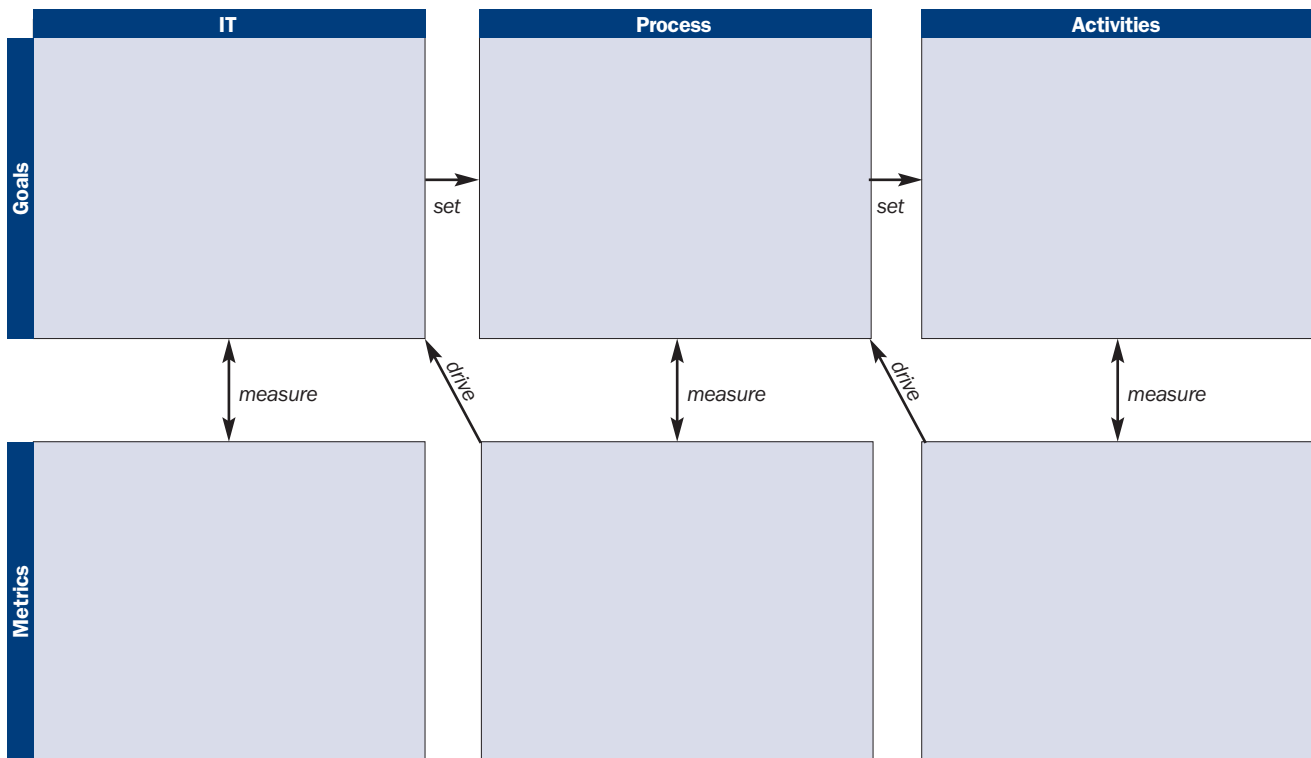 IT
Process
Activities
Goals
set
set
measure
drive
measure
drive
measure
Metrics